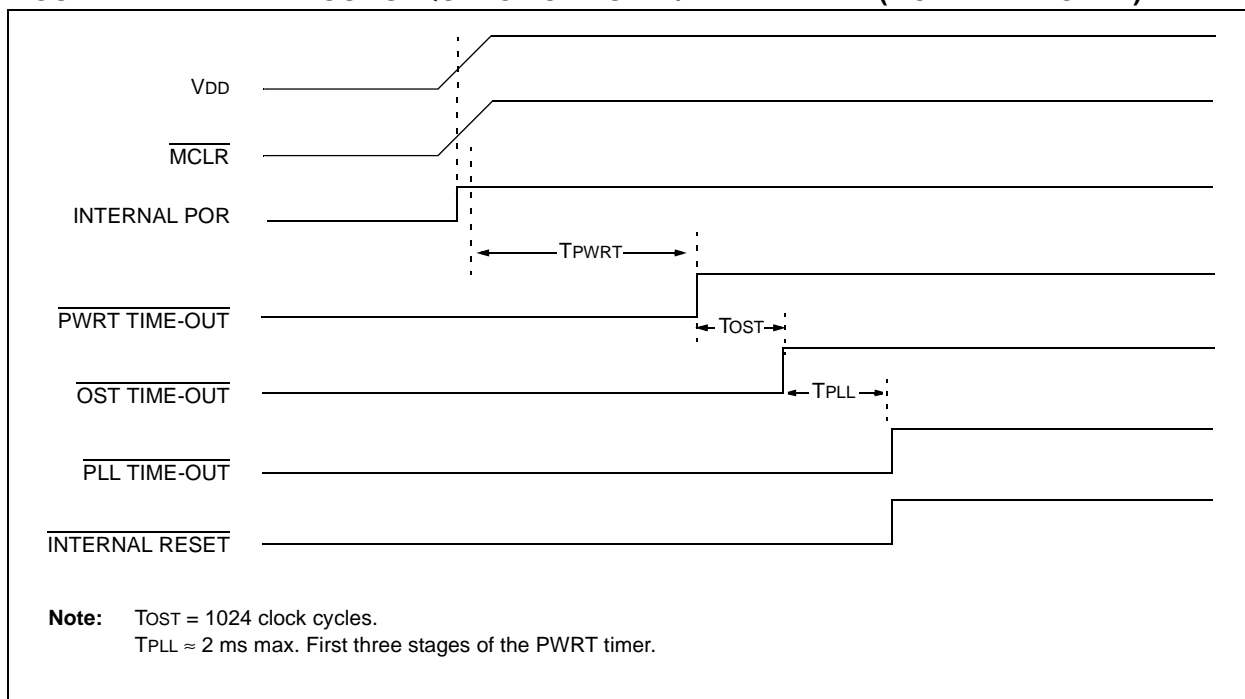 VDD
MCLR
INTERNAL POR
TPWRT
PWRT TIME-OUT
TOST
OST TIME-OUT
TPLL
PLL TIME-OUT
INTERNAL RESET
Note: TOST = 1024 clock cycles.
TPLL ≈ 2 ms max. First three stages of the PWRT timer.